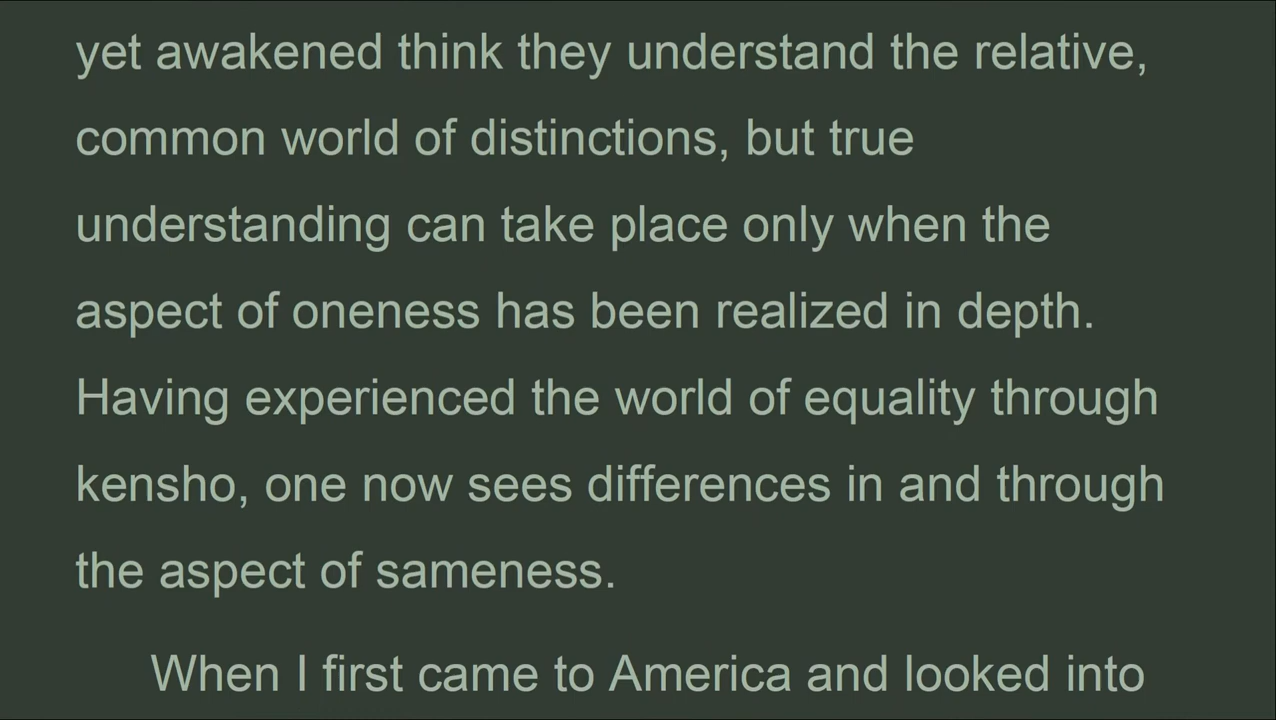 yet awakened think they understand the relative,
common world of distinctions, but true
understanding can take place only when the
aspect of oneness has been realized in depth.
Having experienced the world of equality through
kensho, one now sees differences in and through
the aspect of sameness.
When I first came to America and looked into